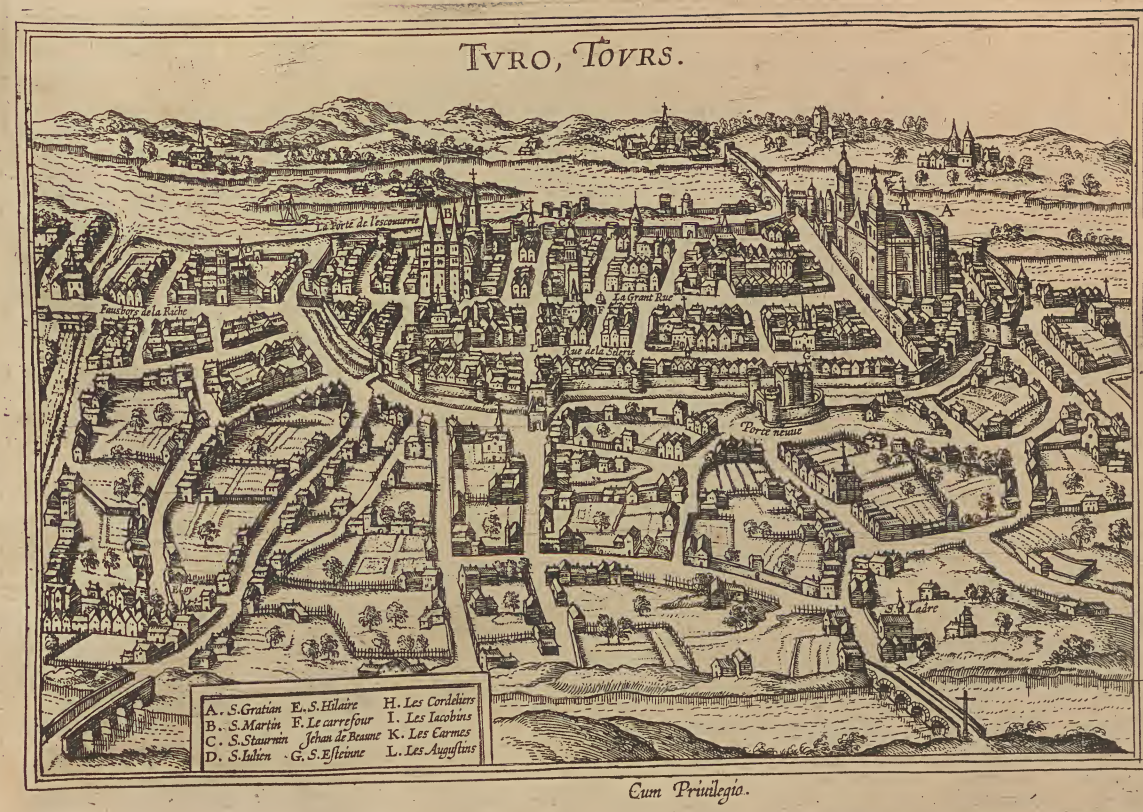 TVRO, TOVRS.
La Porte de l'escouuerie
A
La Grant Rue
F
Fausbors de la Riche
Rue de la Sellerie
Porte neuue
S. Ladre
A. S.Gratian E. S.Hilaire H. Les Cordeliers
B. S.Martin F. Le carrefour I. Les Iacobins
C. S.Staurnin Jehan de Beaune K. Les Carmes
D. S.Iulien G. S.Esteinne L. Les Augustins
Cum Priuilegio.